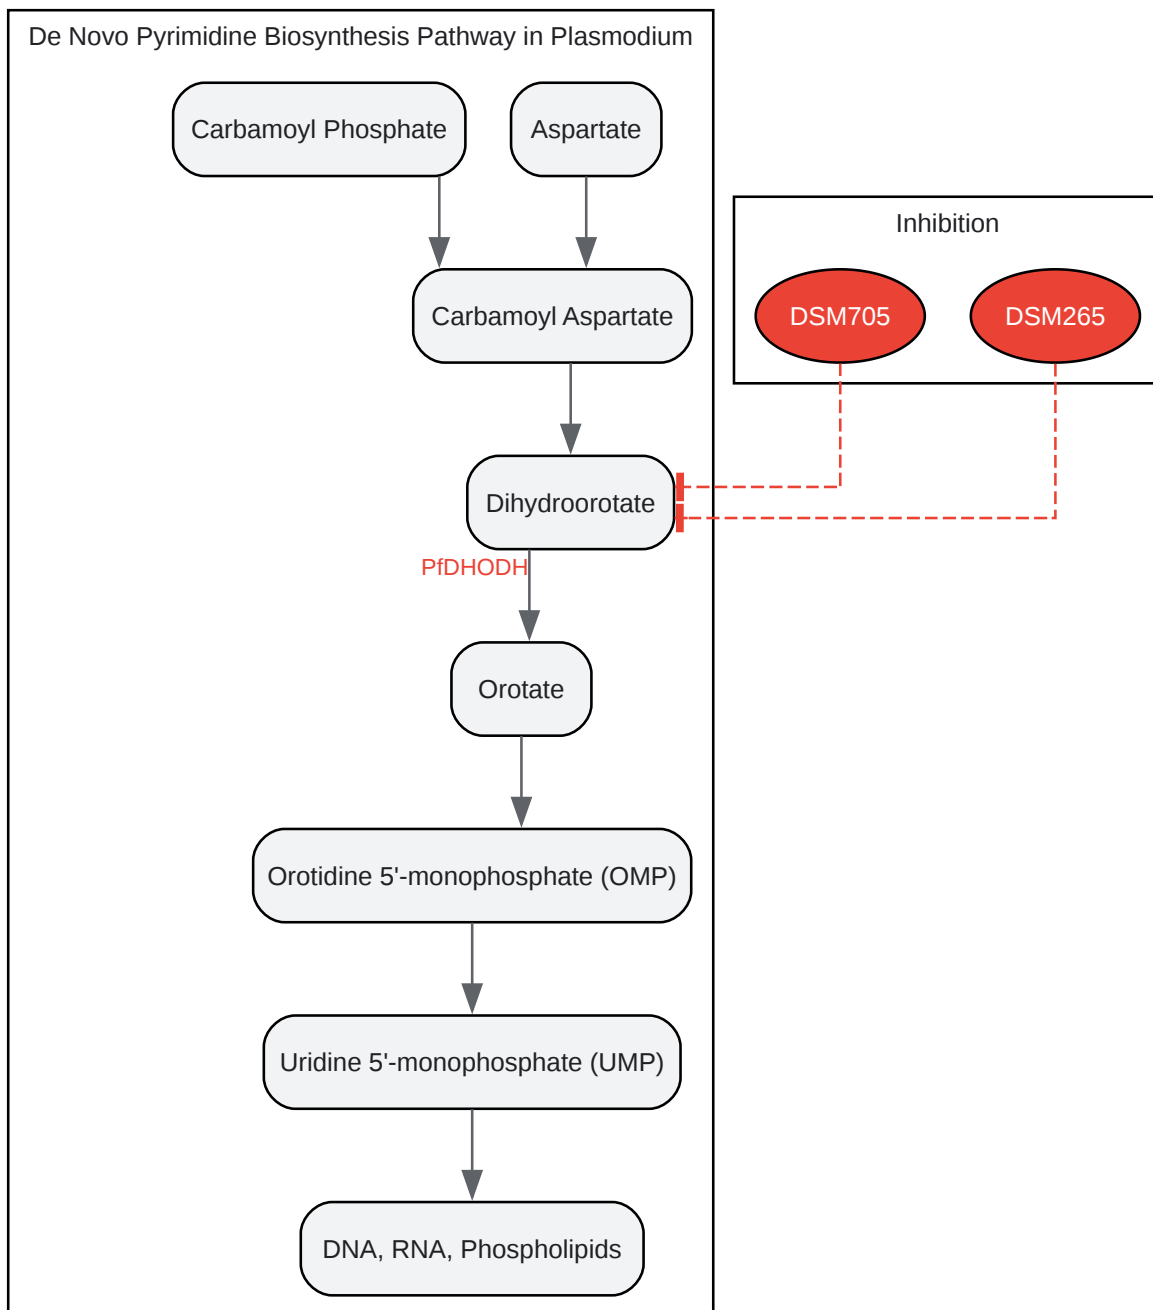 De Novo Pyrimidine Biosynthesis Pathway in Plasmodium
Carbamoyl Phosphate
Aspartate
Inhibition
Carbamoyl Aspartate
DSM705
DSM265
Dihydroorotate
PfDHODH
Orotate
Orotidine 5'-monophosphate (OMP)
Uridine 5'-monophosphate (UMP)
DNA, RNA, Phospholipids